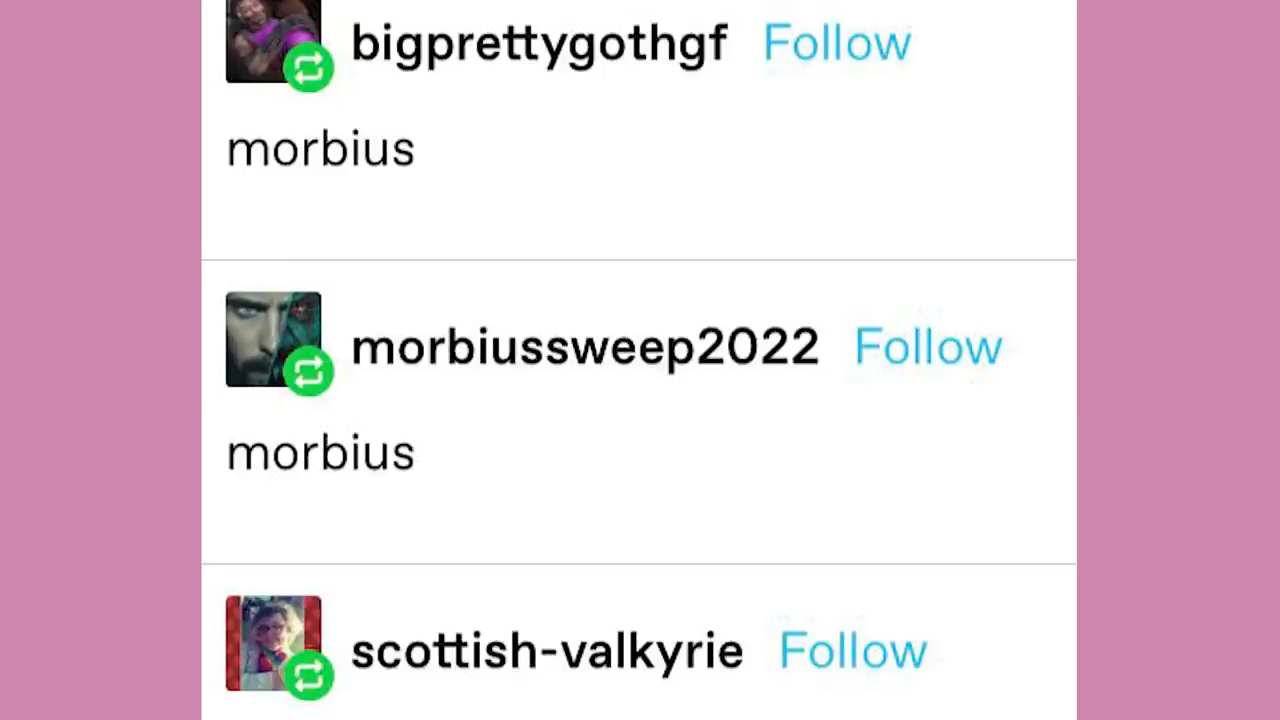 bigprettygothgf Follow
morbius
morbiussweep2022 Follow
morbius
scottish-valkyrie Follow